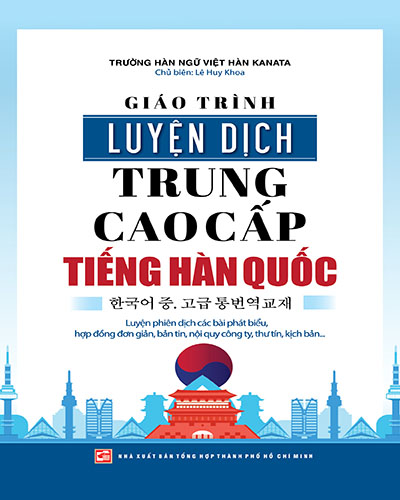 TRƯỜNG HÀN NGỮ VIỆT HÀN KANATA
Chủ biên: Lê Huy Khoa
GIÁO TRÌNH
LUYỆN DỊCH
TRUNG
CAO CẤP
TIẾNG HÀN QUỐC
한국어 중. 고급 통번역교재
Luyện phiên dịch các bài phát biểu,
hợp đồng đơn giản, bản tin, nội quy công ty, thư tín, kịch bản...
NHÀ XUẤT BẢN TỔNG HỢP THÀNH PHỐ HỒ CHÍ MINH